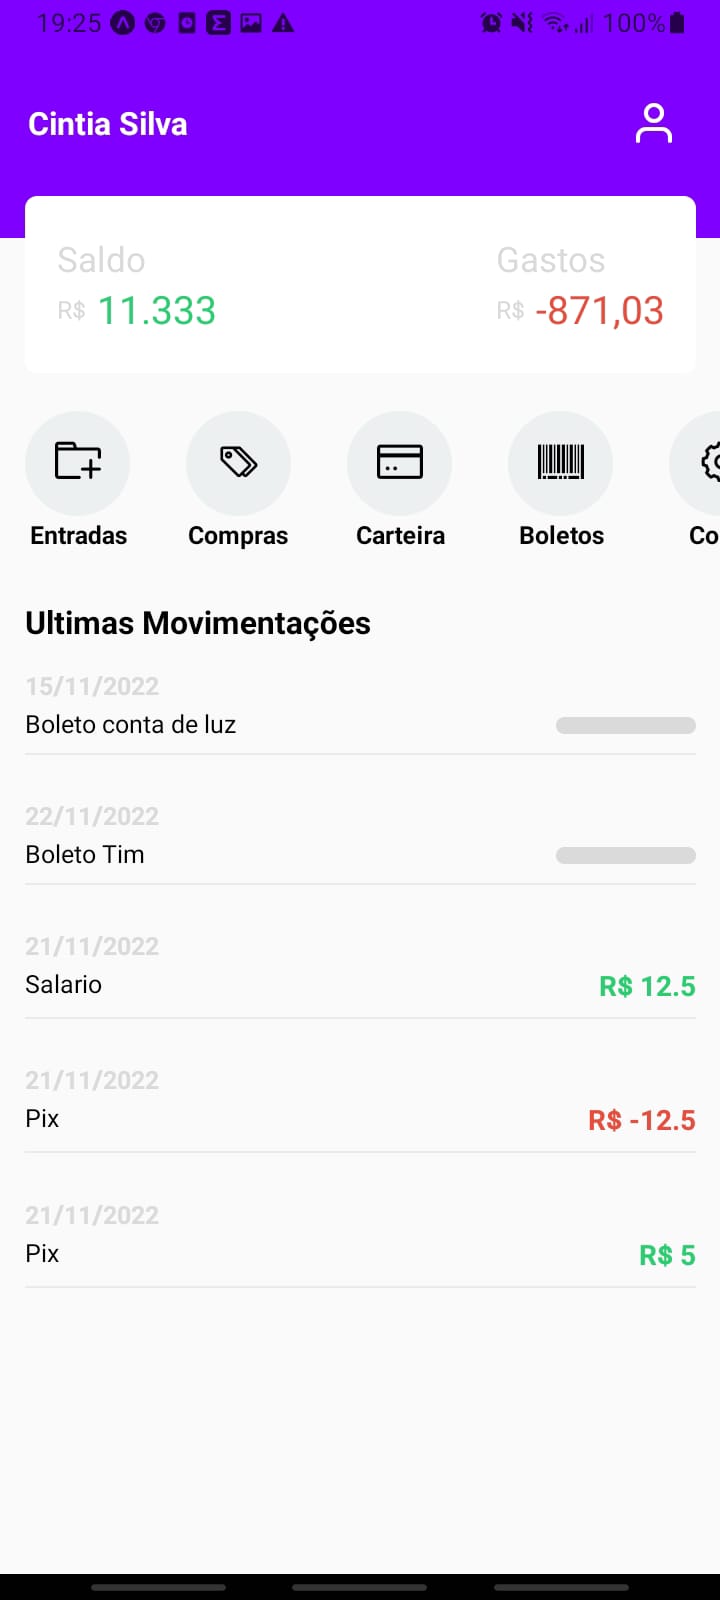 19:25 100%
Cintia Silva
Saldo Gastos
R$ 11.333 R$ -871,03
Entradas Compras Carteira Boletos Co
Ultimas Movimentações
15/11/2022
Boleto conta de luz
22/11/2022
Boleto Tim
21/11/2022
Salario R$ 12.5
21/11/2022
Pix R$ -12.5
21/11/2022
Pix R$ 5